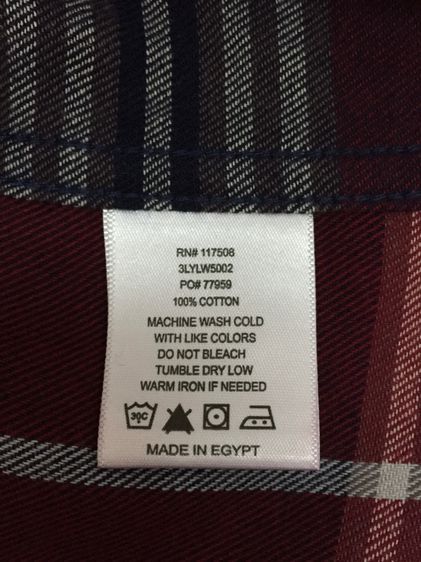 RN# 117508
3LYLW5002
PO# 77959
100% COTTON
MACHINE WASH COLD
WITH LIKE COLORS
DO NOT BLEACH
TUMBLE DRY LOW
WARM IRON IF NEEDED
30C
MADE IN EGYPT